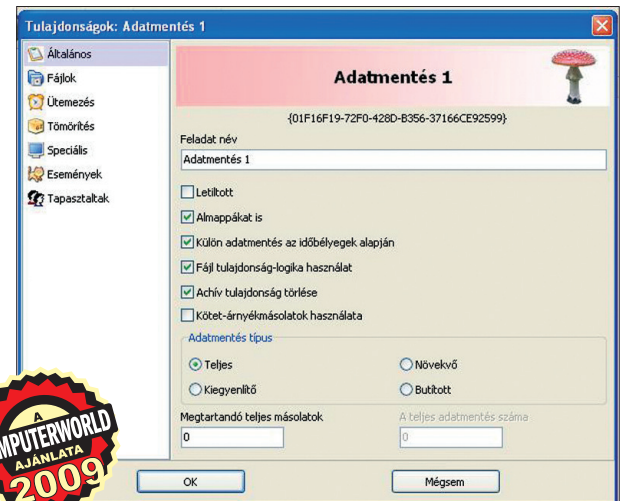 Tulajdonságok: Adatmentés 1
Általános
Fájlok
Ütemezés
Tömörítés
Speciális
Események
Tapasztaltak
Adatmentés 1
{01F16F19-72F0-428D-B356-37166CE92599}
Feladat név
Adatmentés 1
Letiltott
Almappákat is
Külön adatmentés az időbélyegek alapján
Fájl tulajdonság-logika használat
Achív tulajdonság törlése
Kötet-árnyékmásolatok használata
Adatmentés típus
Teljes
Növekvő
Kiegyenlítő
Butított
Megtartandó teljes másolatok
A teljes adatmentés száma
0
0
OK
Mégsem
A
MPUTERWORLD
AJÁNLATA
2009